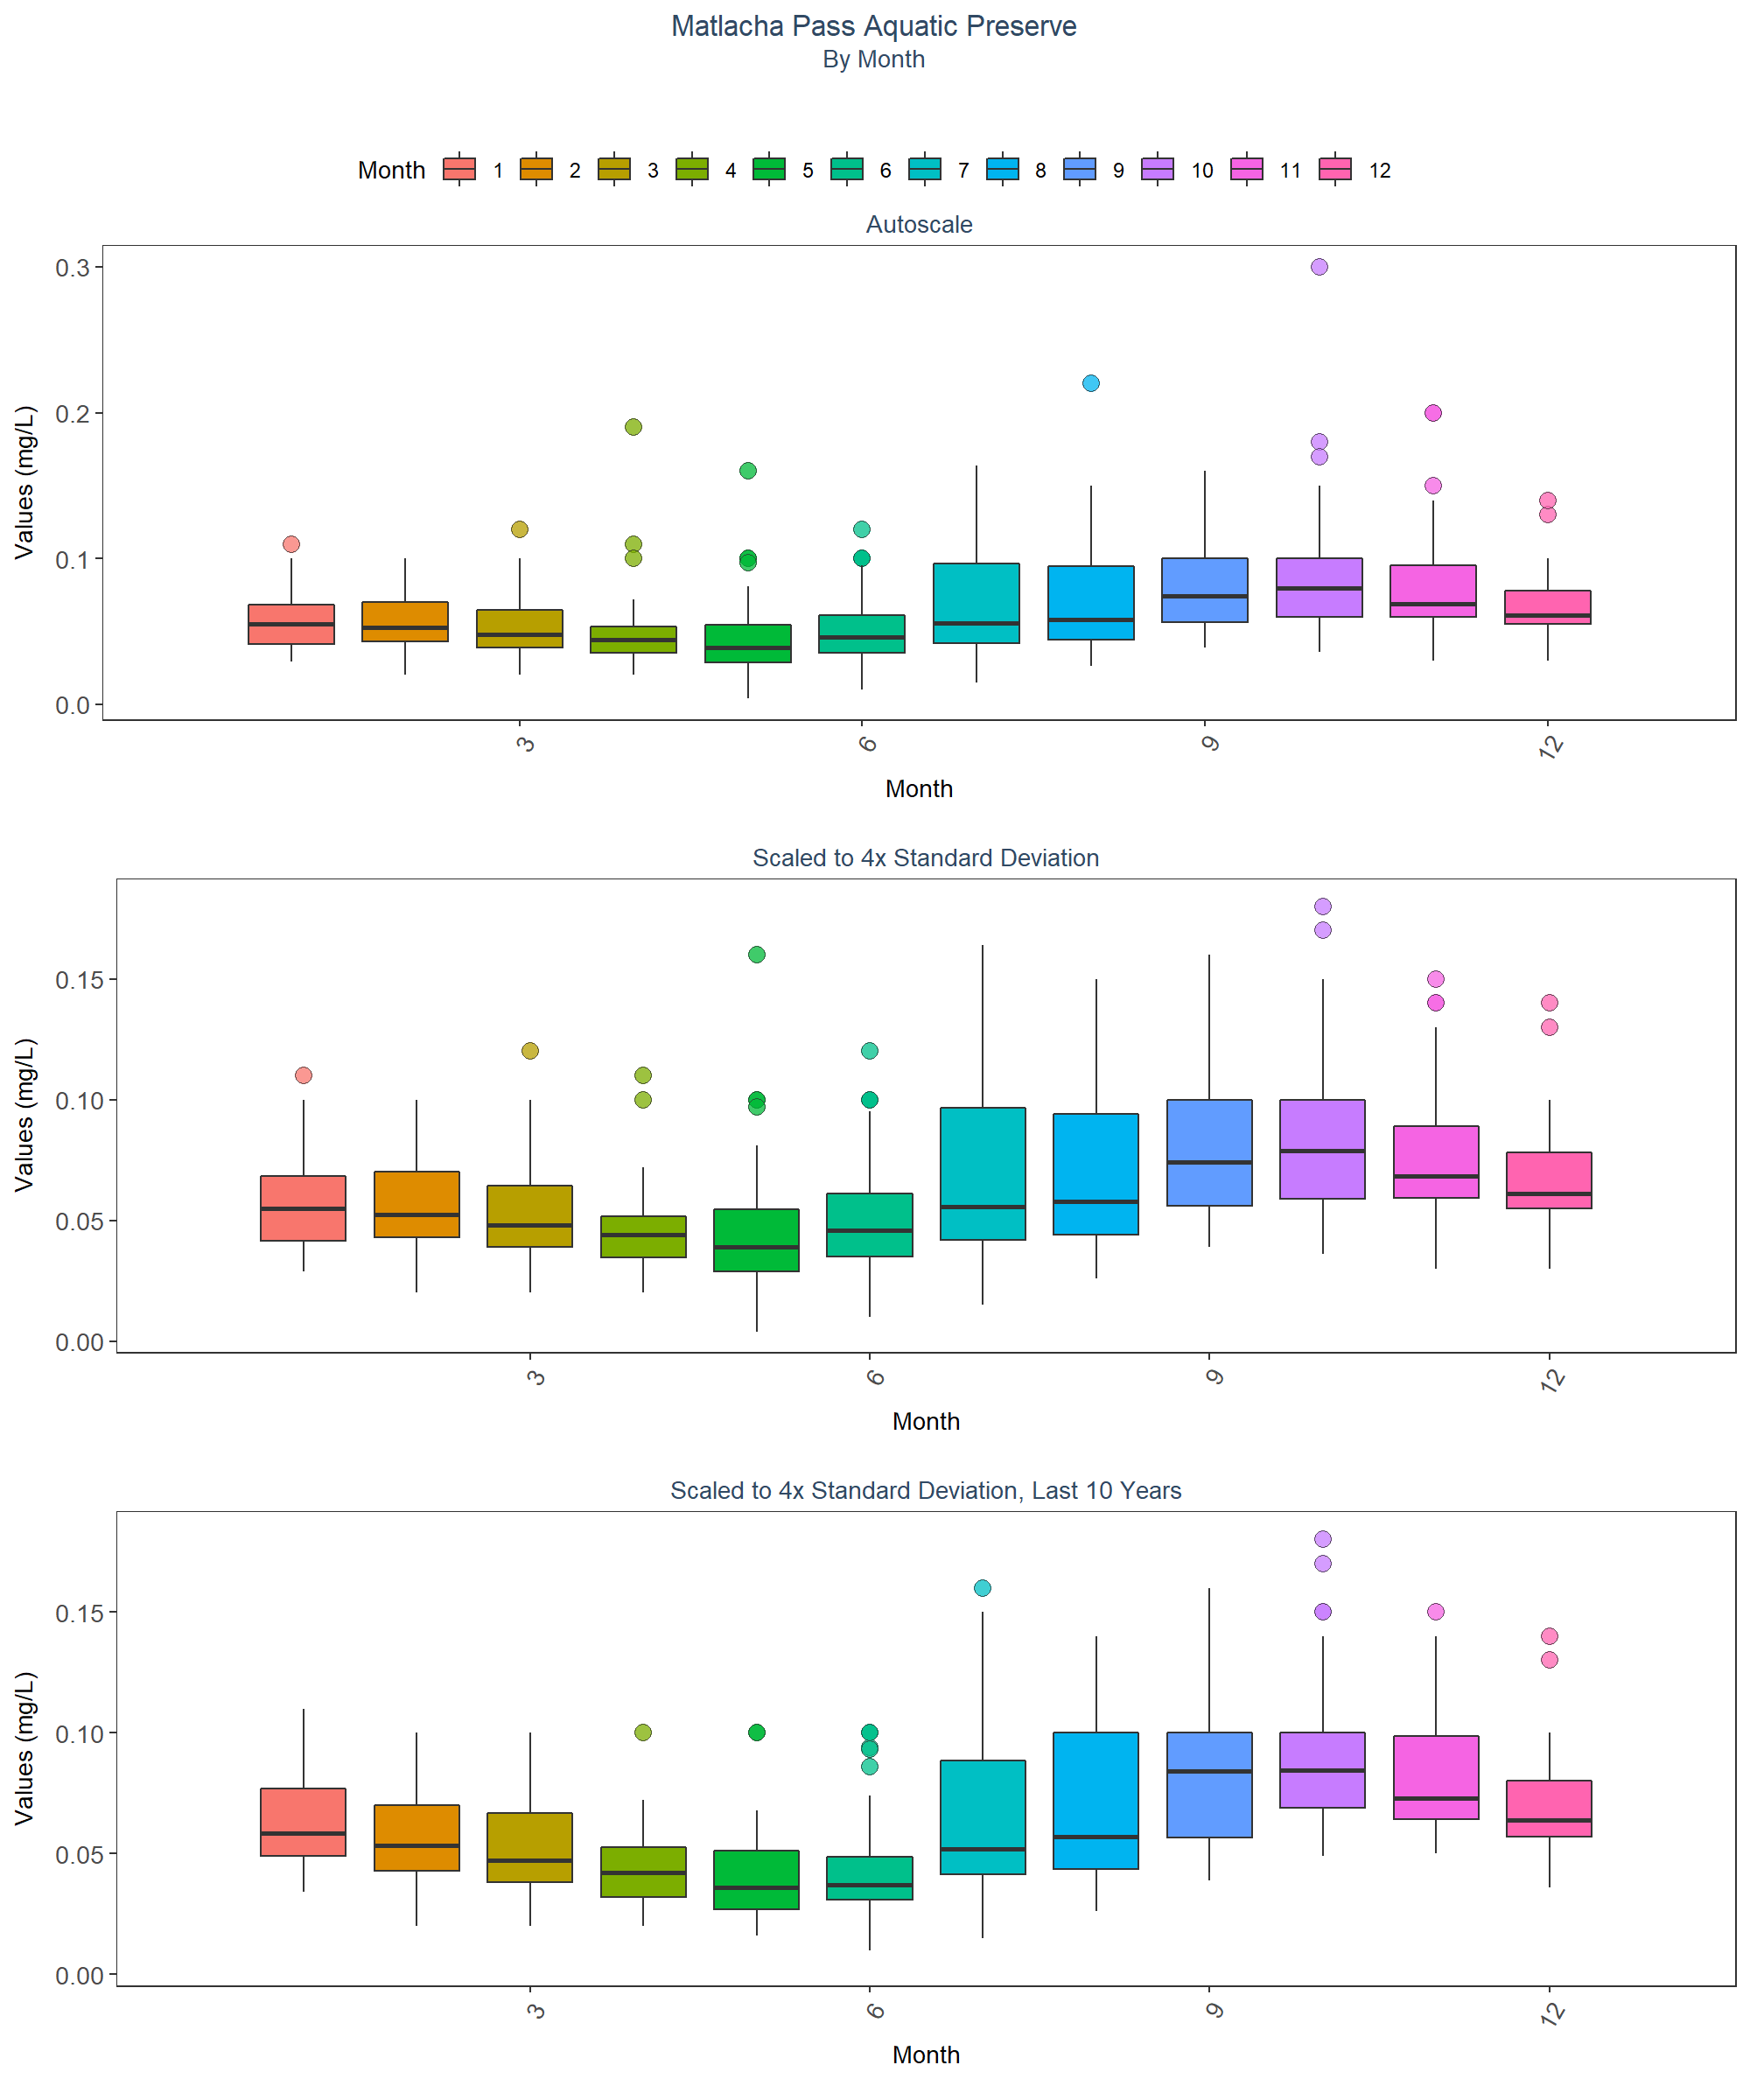 Matlacha Pass Aquatic Preserve
By Month
Month 1 2 3 4 5 6 7 8 9 10 11 12
Autoscale
Values (mg/L)
0.3
0.2
0.1
0.0
3 6 9 12
Month
Scaled to 4x Standard Deviation
Values (mg/L)
0.15
0.10
0.05
0.00
3 6 9 12
Month
Scaled to 4x Standard Deviation, Last 10 Years
Values (mg/L)
0.15
0.10
0.05
0.00
3 6 9 12
Month